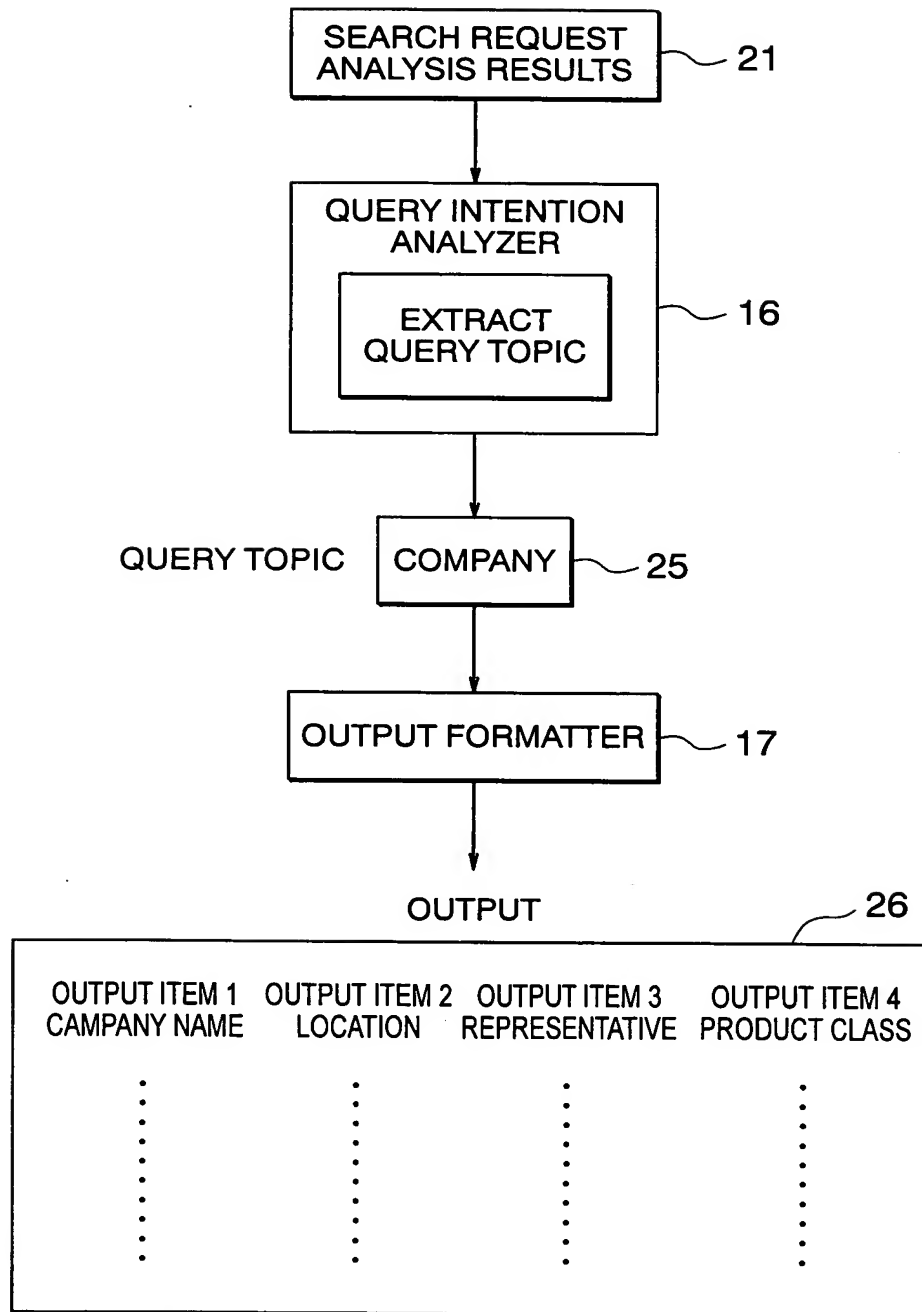 SEARCH REQUEST
ANALYSIS RESULTS
21
QUERY INTENTION
ANALYZER
EXTRACT
QUERY TOPIC
16
QUERY TOPIC
COMPANY
25
OUTPUT FORMATTER
17
OUTPUT
26
OUTPUT ITEM 1 OUTPUT ITEM 2 OUTPUT ITEM 3 OUTPUT ITEM 4
CAMPANY NAME LOCATION REPRESENTATIVE PRODUCT CLASS